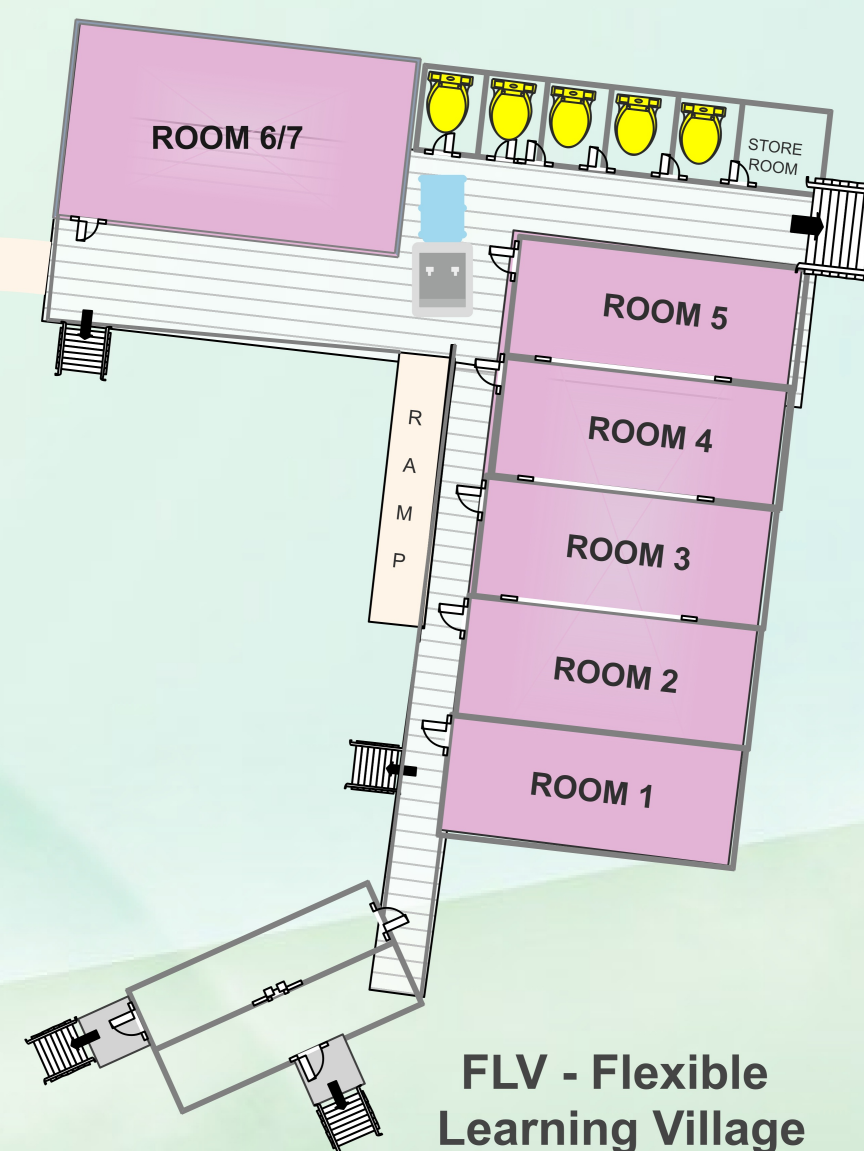 ROOM 6/7
STORE
ROOM
ROOM 5
R
A
M
P
ROOM 4
ROOM 3
ROOM 2
ROOM 1
FLV - Flexible
Learning Village